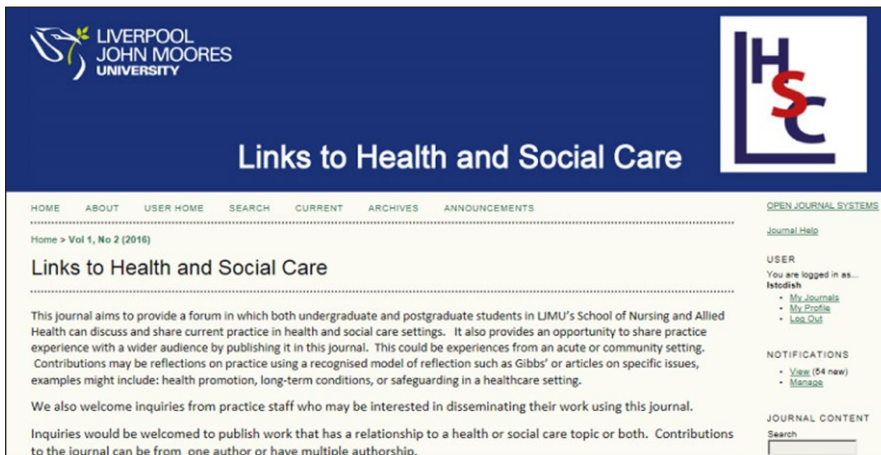 LIVERPOOL
JOHN MOORES
UNIVERSITY
HSC
Links to Health and Social Care
HOME ABOUT USER HOME SEARCH CURRENT ARCHIVES ANNOUNCEMENTS
Home > Vol 1, No 2 (2016)
Links to Health and Social Care
This journal aims to provide a forum in which both undergraduate and postgraduate students in LJMU's School of Nursing and Allied
Health can discuss and share current practice in health and social care settings. It also provides an opportunity to share practice
experience with a wider audience by publishing it in this journal. This could be experiences from an acute or community setting.
Contributions may be reflections on practice using a recognised model of reflection such as Gibbs' or articles on specific issues,
examples might include: health promotion, long-term conditions, or safeguarding in a healthcare setting.
We also welcome inquiries from practice staff who may be interested in disseminating their work using this journal.
Inquiries would be welcomed to publish work that has a relationship to a health or social care topic or both. Contributions
to the journal can be from one author or have multiple authorship.
OPEN JOURNAL SYSTEMS
Journal Help
USER
You are logged in as...
lstcdish
My Journals
My Profile
Log Out
NOTIFICATIONS
View (54 new)
Manage
JOURNAL CONTENT
Search